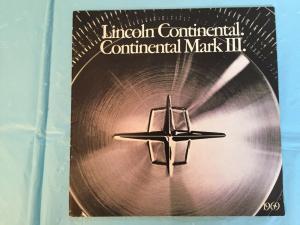 Lincoln Continental.
Continental Mark III.
1969